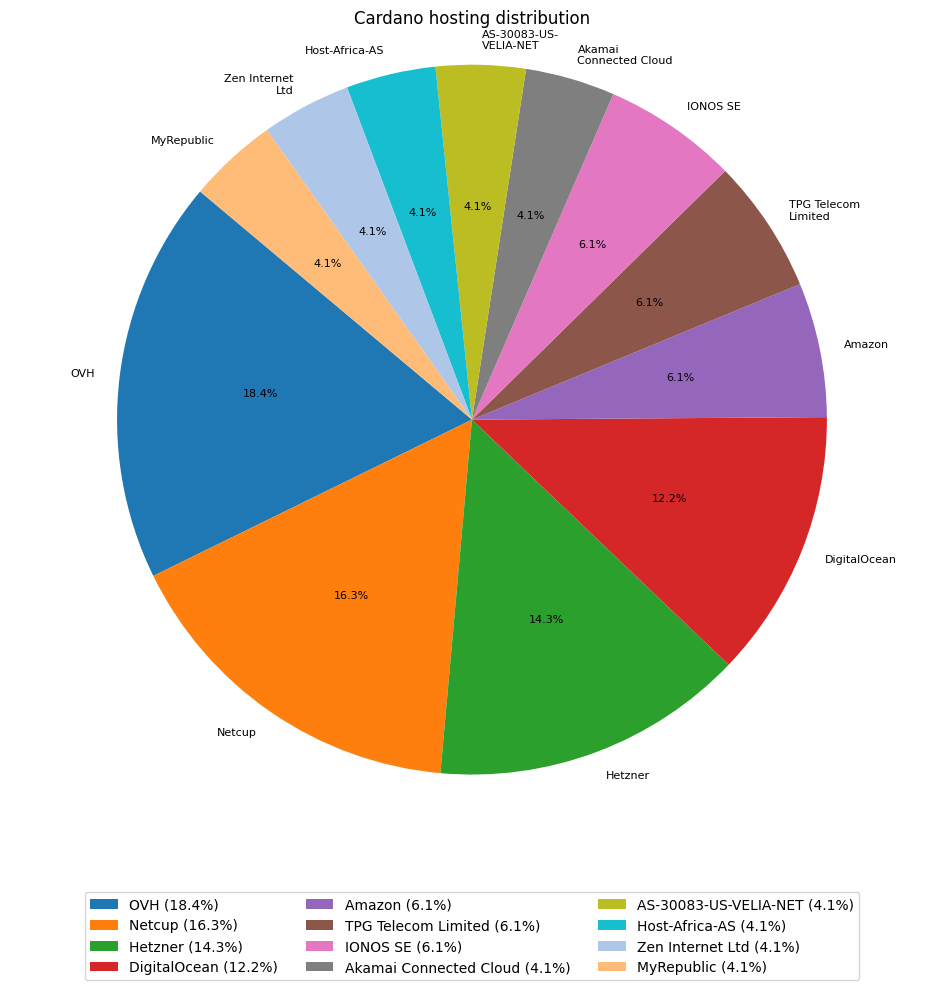 Cardano hosting distribution
AS-30083-US-
VELIA-NET
Host-Africa-AS
Akamai
Connected Cloud
Zen Internet
Ltd
IONOS SE
MyRepublic
TPG Telecom
Limited
4.1%
4.1%
4.1%
4.1%
6.1%
4.1%
6.1%
Amazon
OVH
6.1%
18.4%
12.2%
DigitalOcean
16.3%
14.3%
Netcup
Hetzner
OVH (18.4%)
Netcup (16.3%)
Hetzner (14.3%)
DigitalOcean (12.2%)
Amazon (6.1%)
TPG Telecom Limited (6.1%)
IONOS SE (6.1%)
Akamai Connected Cloud (4.1%)
AS-30083-US-VELIA-NET (4.1%)
Host-Africa-AS (4.1%)
Zen Internet Ltd (4.1%)
MyRepublic (4.1%)